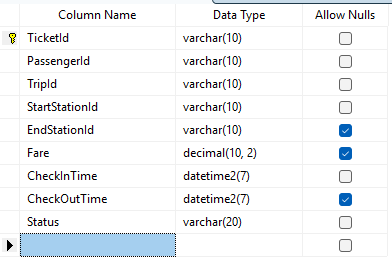 Column Name Data Type Allow Nulls
TicketId varchar(10)
PassengerId varchar(10)
TripId varchar(10)
StartStationId varchar(10)
EndStationId varchar(10)
Fare decimal(10, 2)
CheckInTime datetime2(7)
CheckOutTime datetime2(7)
Status varchar(20)